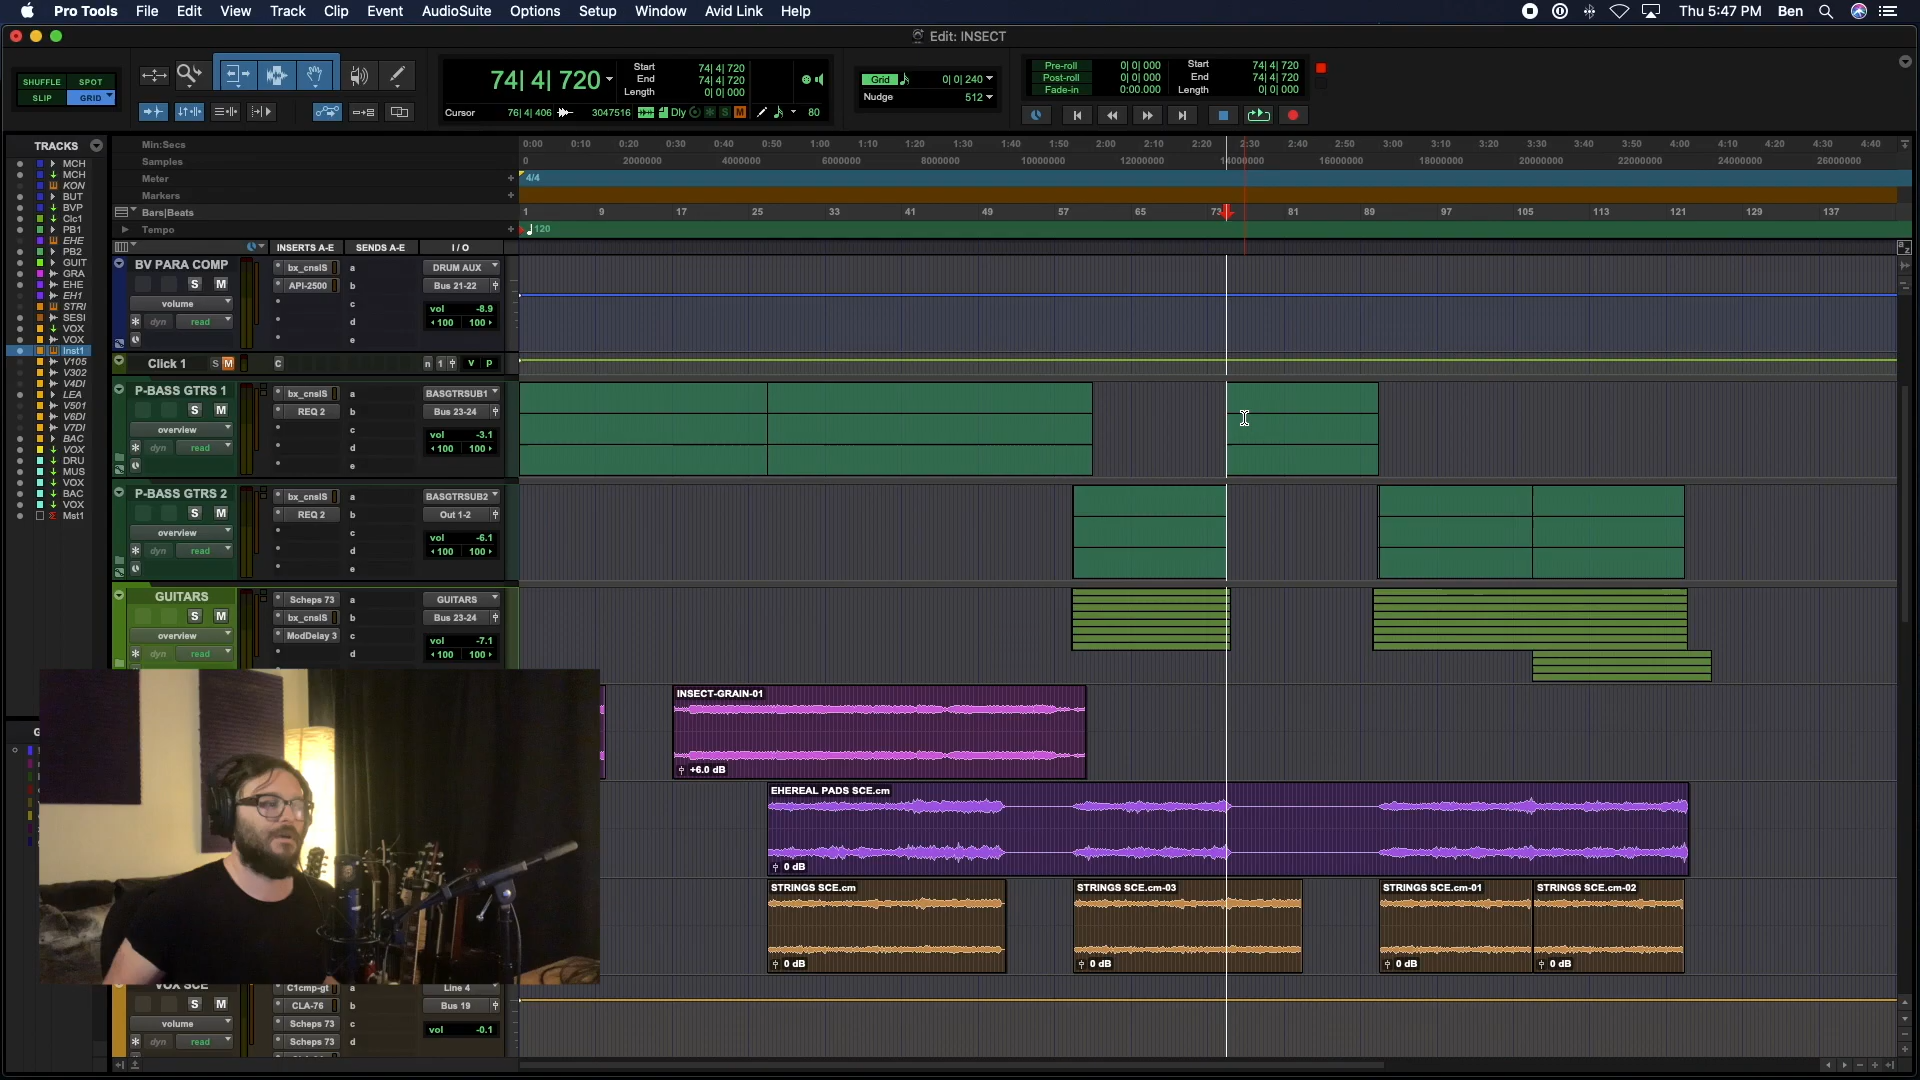 Pro Tools File Edit View Track Clip Event AudioSuite Options Setup Window Avid Link Help Thu 5:47 PM Ben
Edit: INSECT
SHUFFLE SPOT
SLIP GRID
74| 4| 720
Start 74| 4| 720
End 74| 4| 720
Length 0| 0| 000
Cursor 76| 4| 406 3047516 Dly S M 80
Grid 0| 0| 240
Nudge 512
Pre-roll 0| 0| 000 Start 74| 4| 720
Post-roll 0| 0| 000 End 74| 4| 720
Fade-in 0:00.000 Length 0| 0| 000
TRACKS
MCH
MCH
KON
BUT
BVP
Clc1
PB1
EHE
PB2
GUIT
GRA
EHE
EH1
STRI
SESI
VOX
VOX
Inst1
V105
V302
V4DI
LEA
V501
V6DI
V7DI
BAC
VOX
DRU
MUS
VOX
BAC
VOX
Mst1
Min:Secs 0:00 0:10 0:20 0:30 0:40 0:50 1:00 1:10 1:20 1:30 1:40 1:50 2:00 2:10 2:20 2:30 2:40 2:50 3:00 3:10 3:20 3:30 3:40 3:50 4:00 4:10 4:20 4:30 4:40
Samples 0 2000000 4000000 6000000 8000000 10000000 12000000 14000000 16000000 18000000 20000000 22000000 24000000 26000000
Meter 4/4
Markers
Bars|Beats 1 9 17 25 33 41 49 57 65 73 81 89 97 105 113 121 129 137
Tempo 120
INSERTS A-E SENDS A-E I / O
BV PARA COMP bx_cnslS a DRUM AUX
S M API-2500 b Bus 21-22
volume c vol -8.9
dyn read d 100 100
e
Click 1 S M C n 1 v p
P-BASS GTRS 1 bx_cnslS a BASGTRSUB1
S M REQ 2 b Bus 23-24
overview c vol -3.1
dyn read d 100 100
e
P-BASS GTRS 2 bx_cnslS a BASGTRSUB2
S M REQ 2 b Out 1-2
overview c vol -6.1
dyn read d 100 100
e
GUITARS Scheps 73 a GUITARS
S M bx_cnslS b Bus 23-24
overview ModDelay 3 c vol -7.1
dyn read d 100 100
INSECT-GRAIN-01
+6.0 dB
EHEREAL PADS SCE.cm
0 dB
STRINGS SCE.cm STRINGS SCE.cm-03 STRINGS SCE.cm-01 STRINGS SCE.cm-02
0 dB 0 dB 0 dB 0 dB
VOX SCE C1cmp-gt a Line 4
S M CLA-76 b Bus 19
volume Scheps 73 c vol -0.1
dyn read Scheps 73 d